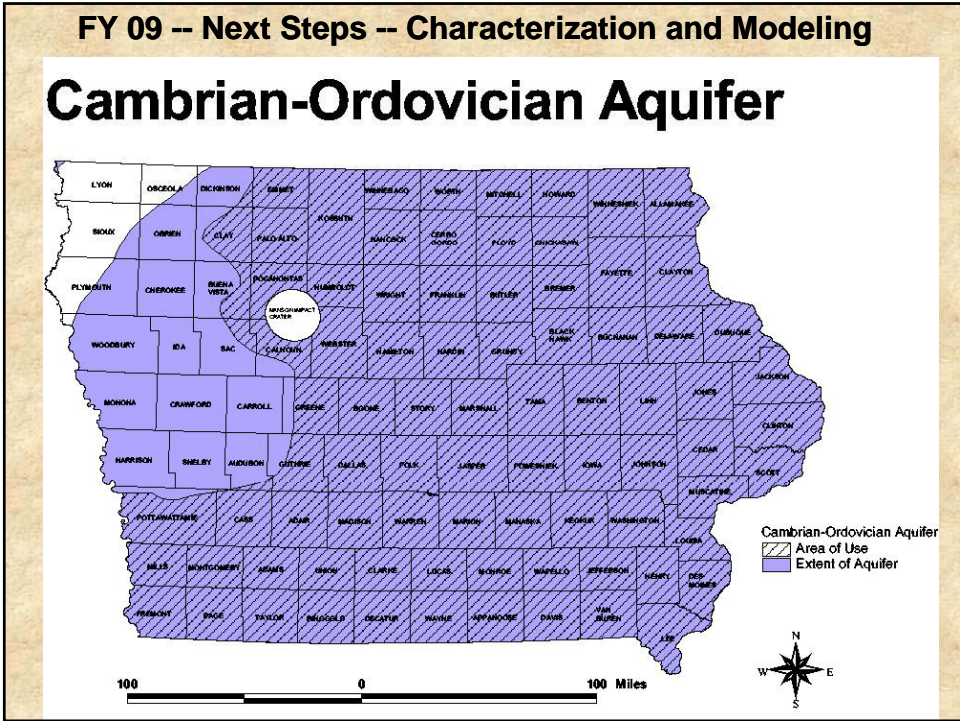 FY 09 -- Next Steps -- Characterization and Modeling
Cambrian-Ordovician Aquifer
LYON OSCEOLA DICKINSON EMMET WINNEBAGO WORTH MITCHELL HOWARD WINNESHIEK ALLAMAKEE
KOSSUTH
SIOUX OBRIEN CLAY PALO ALTO HANCOCK CERRO GORDO FLOYD CHICKASAW
FAYETTE CLAYTON
PLYMOUTH CHEROKEE BUENA VISTA POCAHONTAS HUMBOLDT WRIGHT FRANKLIN BUTLER BREMER
MANSON IMPACT CRATER
WOODBURY IDA SAC CALHOUN WEBSTER HAMILTON HARDIN GRUNDY BLACK HAWK BUCHANAN DELAWARE DUBUQUE
JACKSON
MONONA CRAWFORD CARROLL GREENE BOONE STORY MARSHALL TAMA BENTON LINN JONES
CLINTON
HARRISON SHELBY AUDUBON GUTHRIE DALLAS POLK JASPER POWESHIEK IOWA JOHNSON CEDAR
SCOTT
MUSCATINE
POTTAWATTAMIE CASS ADAIR MADISON WARREN MARION MAHASKA KEOKUK WASHINGTON
LOUISA
Cambrian-Ordovician Aquifer
Area of Use
Extent of Aquifer
MILLS MONTGOMERY ADAMS UNION CLARKE LUCAS MONROE WAPELLO JEFFERSON HENRY DES MOINES
FREMONT PAGE TAYLOR RINGGOLD DECATUR WAYNE APPANOOSE DAVIS VAN BUREN
LEE
N
W E
S
100 0 100 Miles